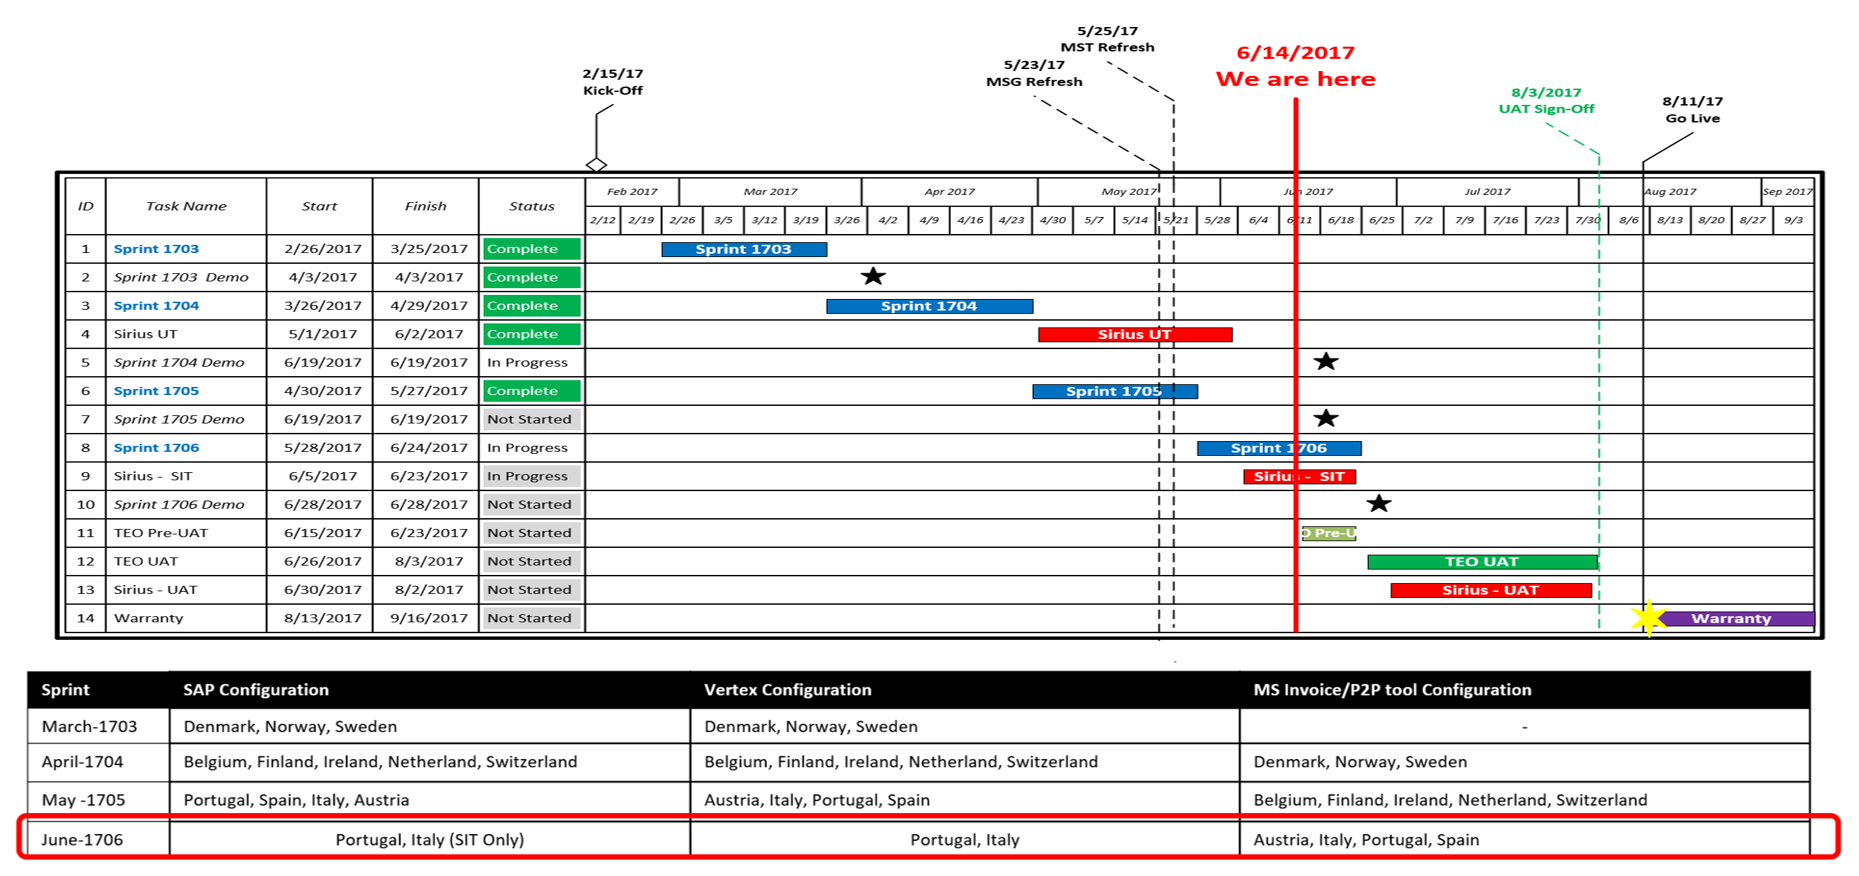 5/25/17
MST Refresh
6/14/2017
We are here
5/23/17
MSG Refresh
2/15/17
Kick-Off
8/3/2017
UAT Sign-Off
8/11/17
Go Live
ID Task Name Start Finish Status Feb 2017 Mar 2017 Apr 2017 May 2017 Jun 2017 Jul 2017 Aug 2017 Sep 2017
2/12 2/19 2/26 3/5 3/12 3/19 3/26 4/2 4/9 4/16 4/23 4/30 5/7 5/14 5/21 5/28 6/4 6/11 6/18 6/25 7/2 7/9 7/16 7/23 7/30 8/6 8/13 8/20 8/27 9/3
1 Sprint 1703 2/26/2017 3/25/2017 Complete Sprint 1703
2 Sprint 1703 Demo 4/3/2017 4/3/2017 Complete
3 Sprint 1704 3/26/2017 4/29/2017 Complete Sprint 1704
4 Sirius UT 5/1/2017 6/2/2017 Complete Sirius UT
5 Sprint 1704 Demo 6/19/2017 6/19/2017 In Progress
6 Sprint 1705 4/30/2017 5/27/2017 Complete Sprint 1705
7 Sprint 1705 Demo 6/19/2017 6/19/2017 Not Started
8 Sprint 1706 5/28/2017 6/24/2017 In Progress Sprint 1706
9 Sirius - SIT 6/5/2017 6/23/2017 In Progress Sirius - SIT
10 Sprint 1706 Demo 6/28/2017 6/28/2017 Not Started
11 TEO Pre-UAT 6/15/2017 6/23/2017 Not Started O Pre-U
12 TEO UAT 6/26/2017 8/3/2017 Not Started TEO UAT
13 Sirius - UAT 6/30/2017 8/2/2017 Not Started Sirius - UAT
14 Warranty 8/13/2017 9/16/2017 Not Started Warranty
Sprint SAP Configuration Vertex Configuration MS Invoice/P2P tool Configuration
March-1703 Denmark, Norway, Sweden Denmark, Norway, Sweden -
April-1704 Belgium, Finland, Ireland, Netherland, Switzerland Belgium, Finland, Ireland, Netherland, Switzerland Denmark, Norway, Sweden
May -1705 Portugal, Spain, Italy, Austria Austria, Italy, Portugal, Spain Belgium, Finland, Ireland, Netherland, Switzerland
June-1706 Portugal, Italy (SIT Only) Portugal, Italy Austria, Italy, Portugal, Spain